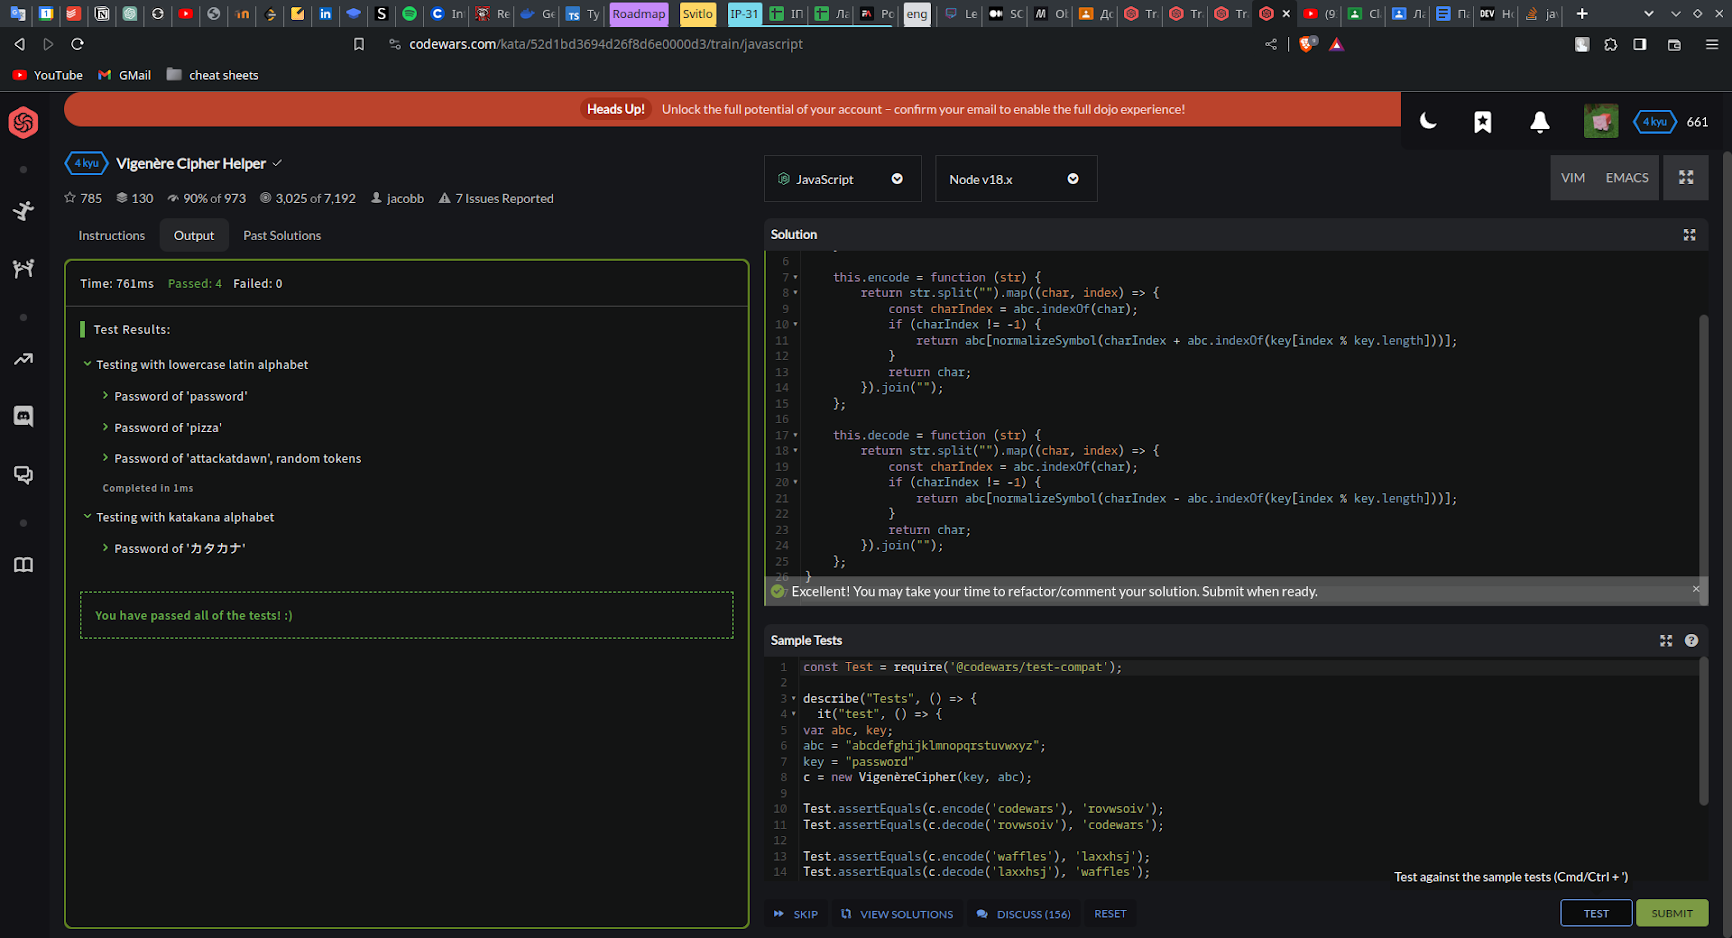 In
Re
Ge
Ty
Roadmap
Svitlo
IP-31
ІП
Ла
Po
eng
Le
SC
Ol
До
Tr
Tr
Tr
(9
Cl
Ла
Па
Ho
ja
codewars.com/kata/52d1bd3694d26f8d6e0000d3/train/javascript
YouTube
GMail
cheat sheets
Heads Up! Unlock the full potential of your account – confirm your email to enable the full dojo experience!
4 kyu 661
4 kyu Vigenère Cipher Helper
785 130 90% of 973 3,025 of 7,192 jacobb 7 Issues Reported
Instructions Output Past Solutions
Time: 761ms Passed: 4 Failed: 0
Test Results:
Testing with lowercase latin alphabet
Password of 'password'
Password of 'pizza'
Password of 'attackatdawn', random tokens
Completed in 1ms
Testing with katakana alphabet
Password of 'カタカナ'
You have passed all of the tests! :)
JavaScript
Node v18.x
VIM EMACS
Solution
6
7 this.encode = function (str) {
8 return str.split("").map((char, index) => {
9 const charIndex = abc.indexOf(char);
10 if (charIndex != -1) {
11 return abc[normalizeSymbol(charIndex + abc.indexOf(key[index % key.length]))];
12 }
13 return char;
14 }).join("");
15 };
16
17 this.decode = function (str) {
18 return str.split("").map((char, index) => {
19 const charIndex = abc.indexOf(char);
20 if (charIndex != -1) {
21 return abc[normalizeSymbol(charIndex - abc.indexOf(key[index % key.length]))];
22 }
23 return char;
24 }).join("");
25 };
26 }
Excellent! You may take your time to refactor/comment your solution. Submit when ready.
Sample Tests
1 const Test = require('@codewars/test-compat');
2
3 describe("Tests", () => {
4 it("test", () => {
5 var abc, key;
6 abc = "abcdefghijklmnopqrstuvwxyz";
7 key = "password"
8 c = new VigenèreCipher(key, abc);
9
10 Test.assertEquals(c.encode('codewars'), 'rovwsoiv');
11 Test.assertEquals(c.decode('rovwsoiv'), 'codewars');
12
13 Test.assertEquals(c.encode('waffles'), 'laxxhsj');
14 Test.assertEquals(c.decode('laxxhsj'), 'waffles');
Test against the sample tests (Cmd/Ctrl + ')
SKIP VIEW SOLUTIONS DISCUSS (156) RESET
TEST SUBMIT